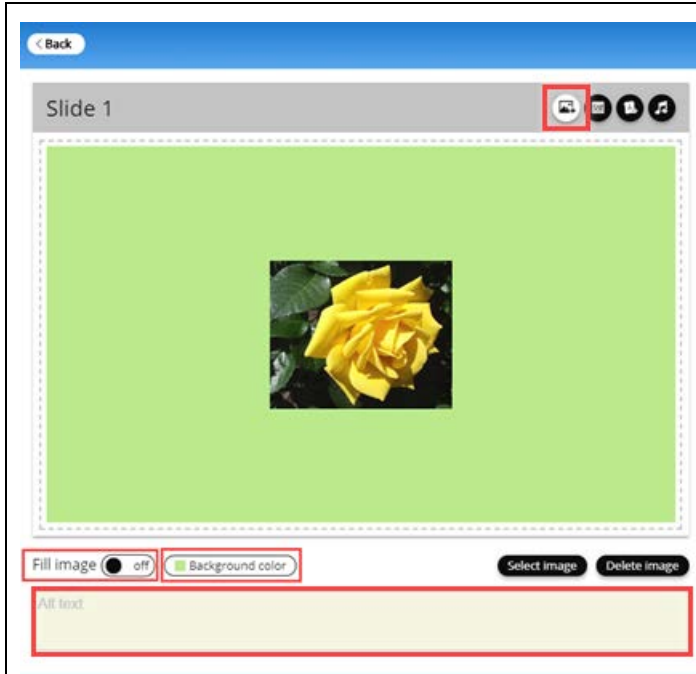 Back
Slide 1
Fill image off Background color Select image Delete image
Alt text